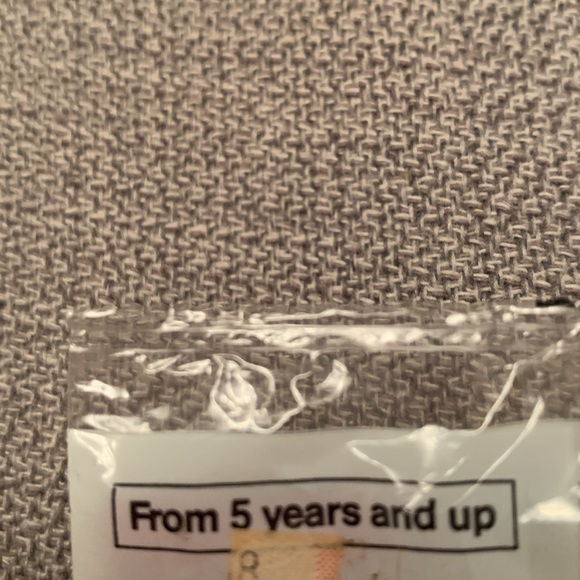 From 5 years and up